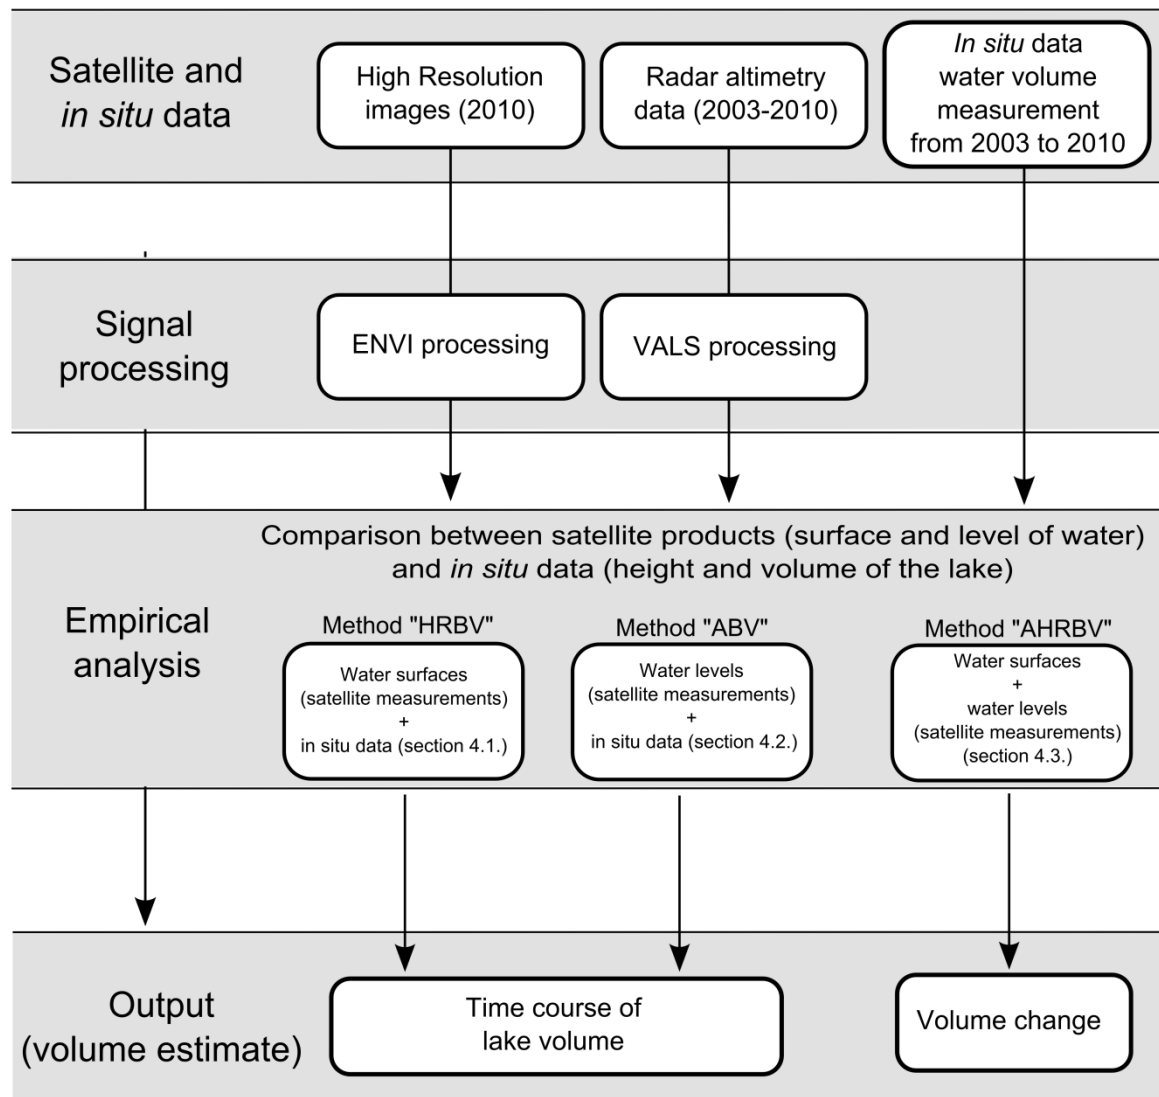 Satellite and
in situ data
High Resolution
images (2010)
Radar altimetry
data (2003-2010)
In situ data
water volume
measurement
from 2003 to 2010
Signal
processing
ENVI processing
VALS processing
Comparison between satellite products (surface and level of water)
and in situ data (height and volume of the lake)
Empirical
analysis
Method "HRBV"
Water surfaces
(satellite measurements)
+
in situ data (section 4.1.)
Method "ABV"
Water levels
(satellite measurements)
+
in situ data (section 4.2.)
Method "AHRBV"
Water surfaces
+
water levels
(satellite measurements)
(section 4.3.)
Output
(volume estimate)
Time course of
lake volume
Volume change